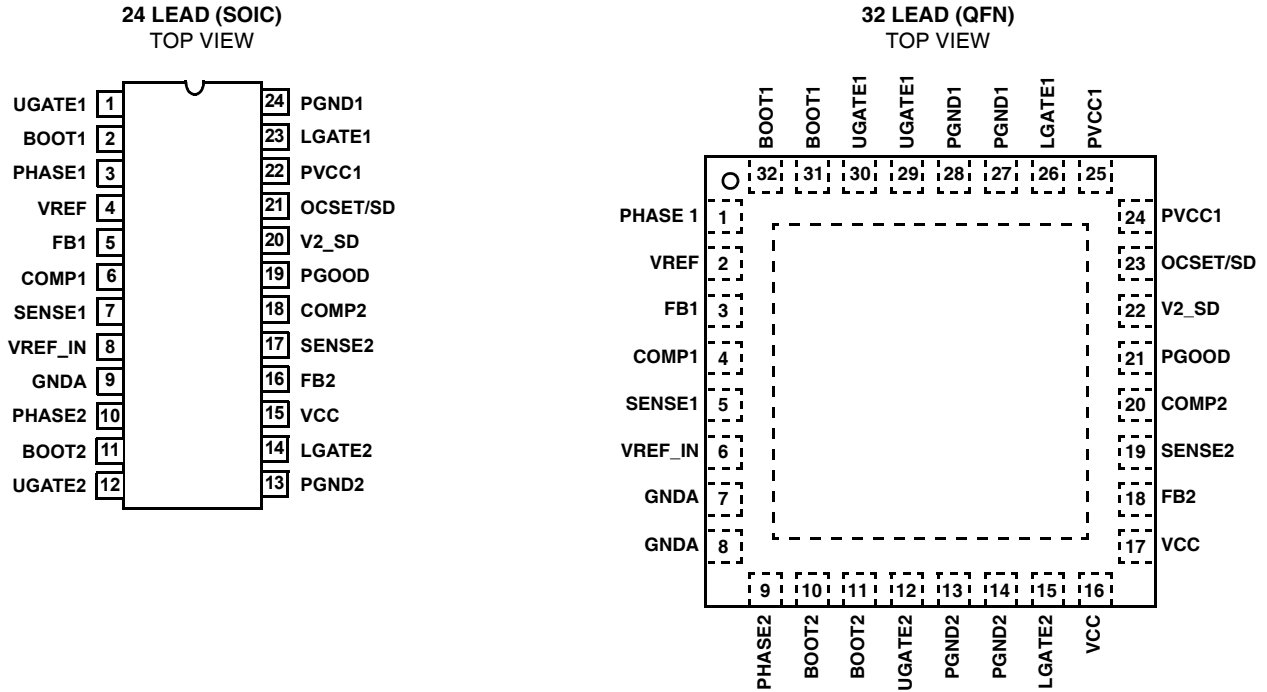 24 LEAD (SOIC)
TOP VIEW
UGATE1 1
BOOT1 2
PHASE1 3
VREF 4
FB1 5
COMP1 6
SENSE1 7
VREF_IN 8
GNDA 9
PHASE2 10
BOOT2 11
UGATE2 12
24 PGND1
23 LGATE1
22 PVCC1
21 OCSET/SD
20 V2_SD
19 PGOOD
18 COMP2
17 SENSE2
16 FB2
15 VCC
14 LGATE2
13 PGND2
32 LEAD (QFN)
TOP VIEW
BOOT1 32
BOOT1 31
UGATE1 30
UGATE1 29
PGND1 28
PGND1 27
LGATE1 26
PVCC1 25
PHASE 1 1
VREF 2
FB1 3
COMP1 4
SENSE1 5
VREF_IN 6
GNDA 7
GNDA 8
24 PVCC1
23 OCSET/SD
22 V2_SD
21 PGOOD
20 COMP2
19 SENSE2
18 FB2
17 VCC
9 PHASE2
10 BOOT2
11 BOOT2
12 UGATE2
13 PGND2
14 PGND2
15 LGATE2
16 VCC